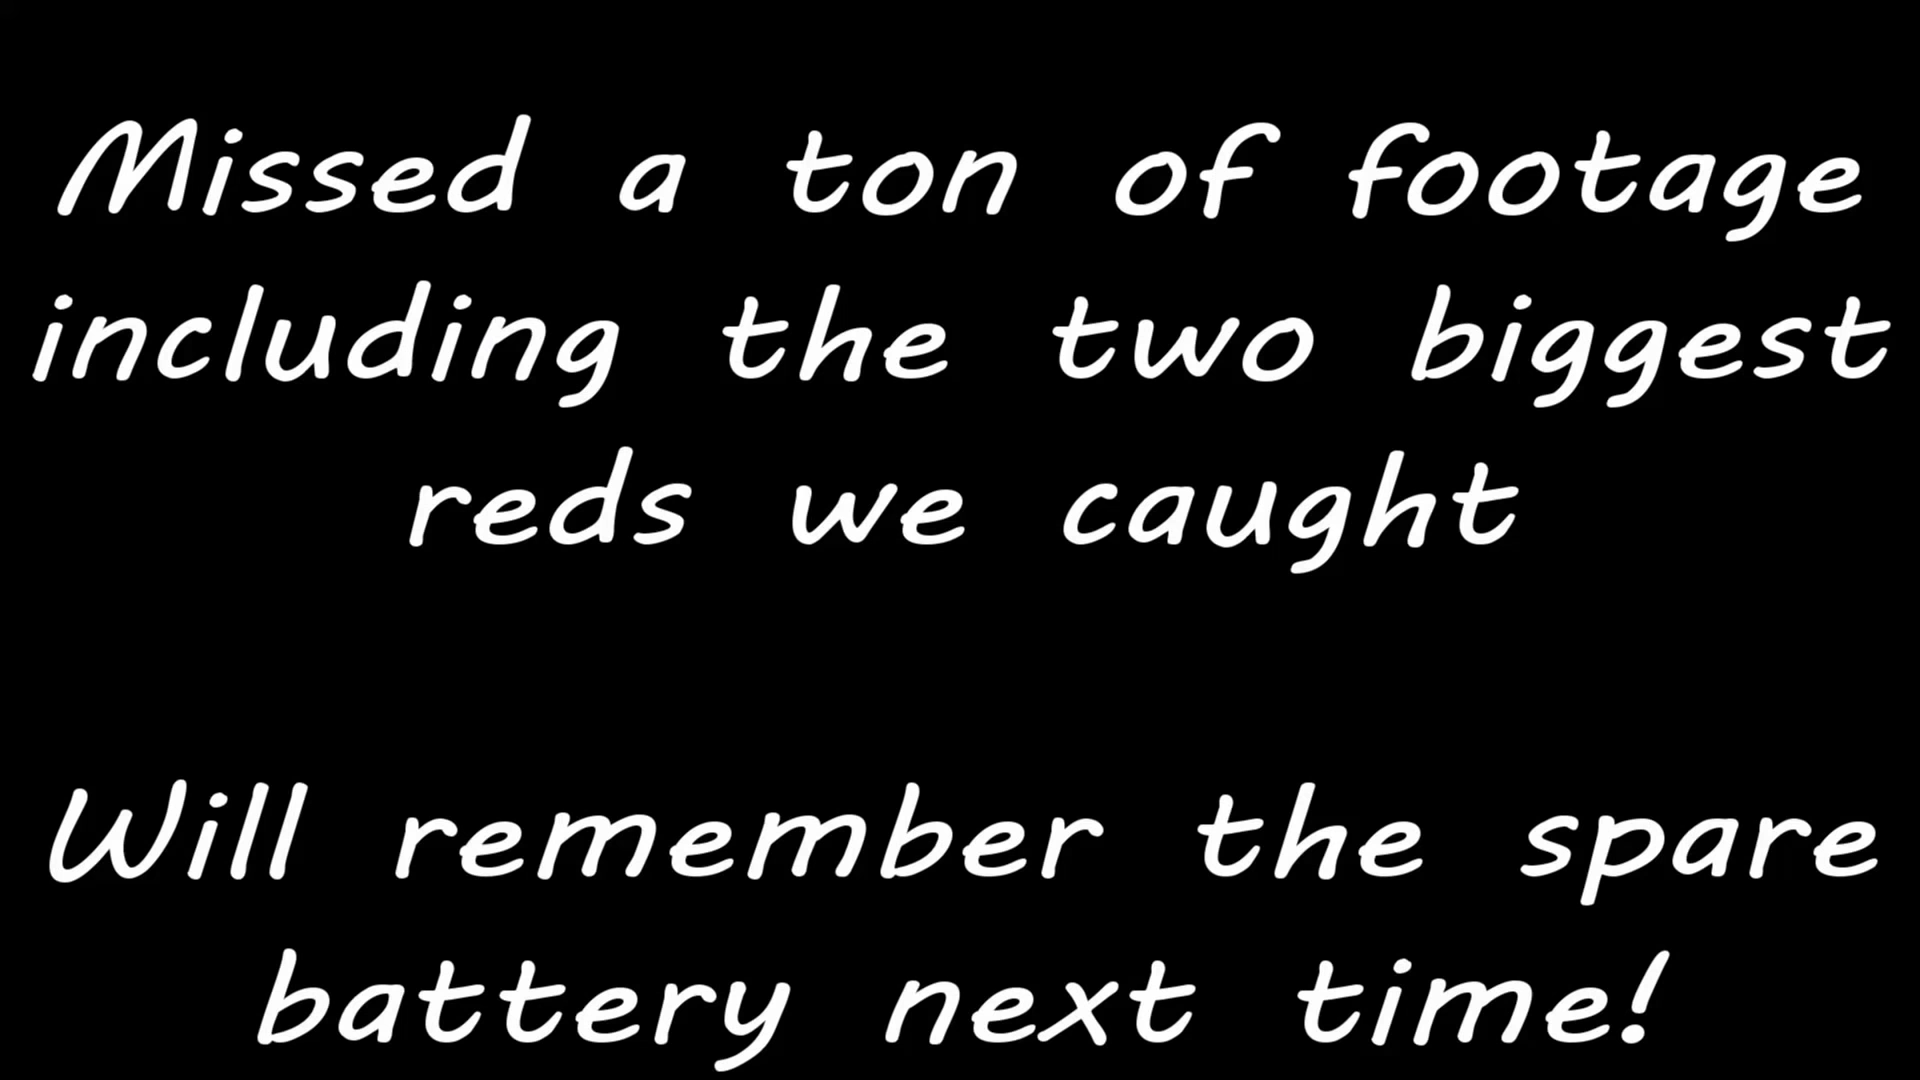 Missed a ton of footage
including the two biggest
reds we caught
Will remember the spare
battery next time!